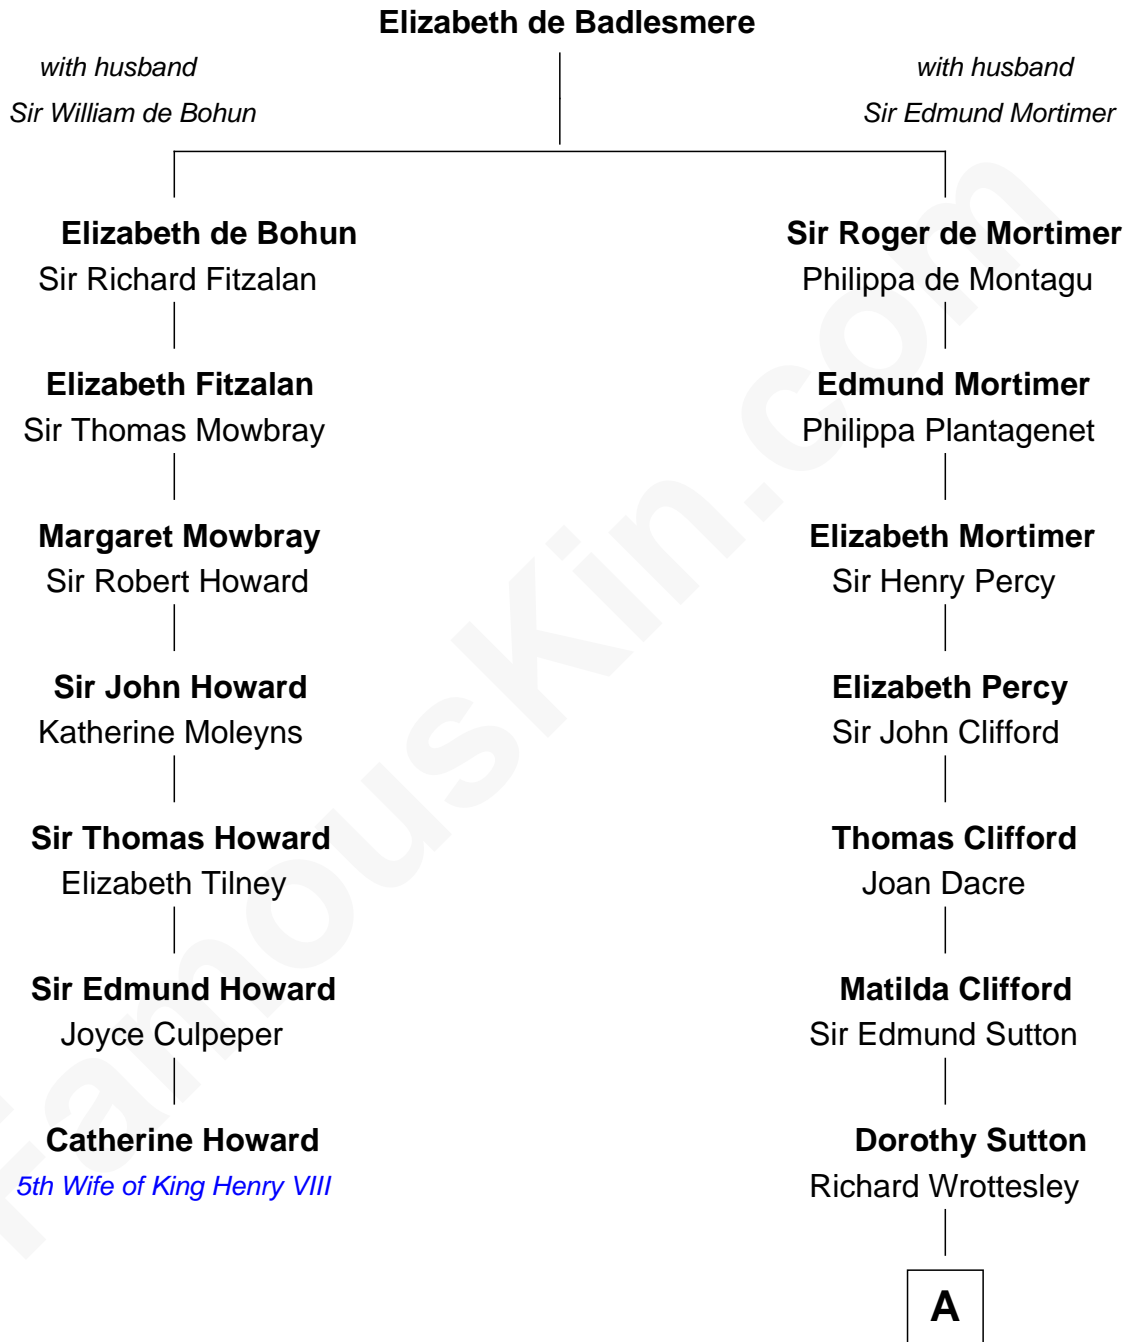 Elizabeth de Badlesmere
with husband
Sir William de Bohun
with husband
Sir Edmund Mortimer
Elizabeth de Bohun
Sir Richard Fitzalan
Sir Roger de Mortimer
Philippa de Montagu
Elizabeth Fitzalan
Sir Thomas Mowbray
Edmund Mortimer
Philippa Plantagenet
Margaret Mowbray
Sir Robert Howard
Elizabeth Mortimer
Sir Henry Percy
Sir John Howard
Katherine Moleyns
Elizabeth Percy
Sir John Clifford
Sir Thomas Howard
Elizabeth Tilney
Thomas Clifford
Joan Dacre
Sir Edmund Howard
Joyce Culpeper
Matilda Clifford
Sir Edmund Sutton
Catherine Howard
5th Wife of King Henry VIII
Dorothy Sutton
Richard Wrottesley
A
FamousKin.com